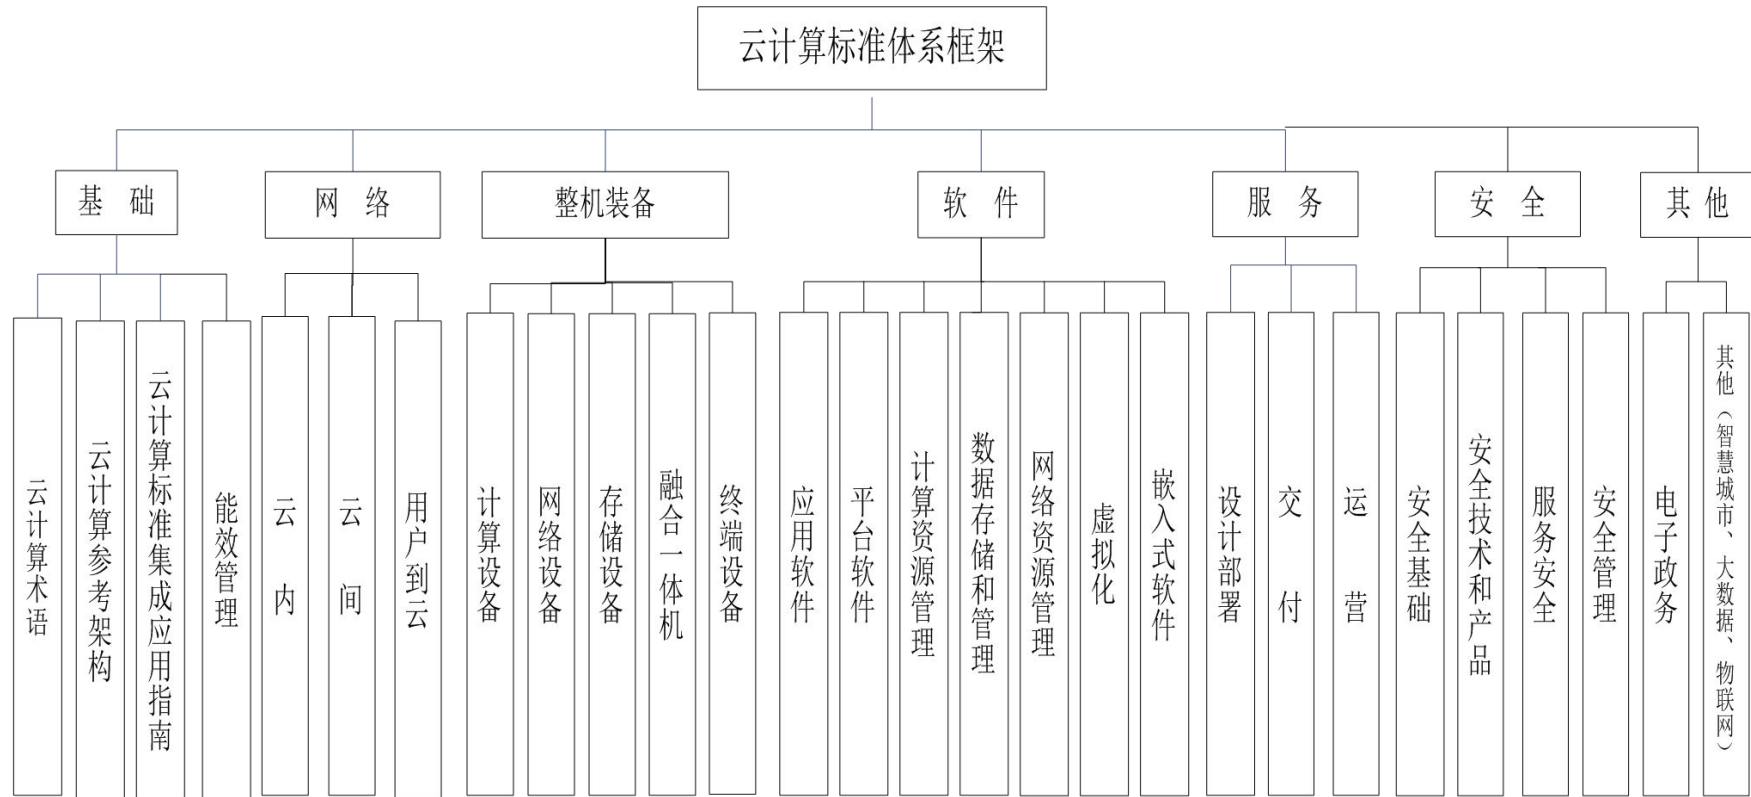 云计算标准体系框架
基 础
网 络
整机装备
软 件
服 务
安 全
其 他
云计算术语
云计算参考架构
云计算标准集成应用指南
能效管理
云内
云间
用户到云
计算设备
网络设备
存储设备
融合一体机
终端设备
应用软件
平台软件
计算资源管理
数据存储和管理
网络资源管理
虚拟化
嵌入式软件
设计部署
交付
运营
安全基础
安全技术和产品
服务安全
安全管理
电子政务
其他（智慧城市、大数据、物联网）